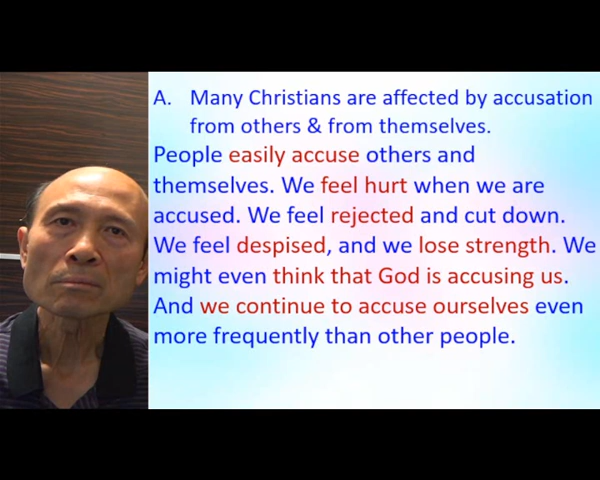 A. Many Christians are affected by accusation
from others & from themselves.
People easily accuse others and
themselves. We feel hurt when we are
accused. We feel rejected and cut down.
We feel despised, and we lose strength. We
might even think that God is accusing us.
And we continue to accuse ourselves even
more frequently than other people.